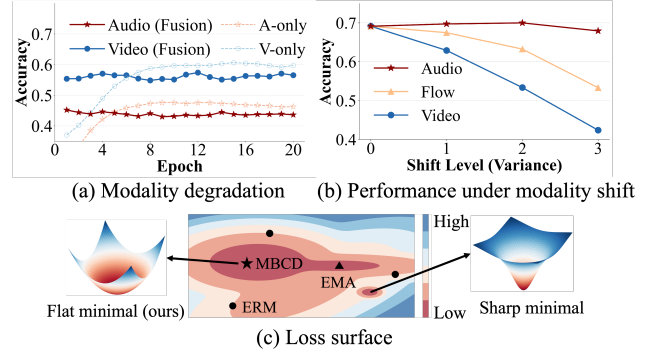 Audio (Fusion)
Video (Fusion)
A-only
V-only
Accuracy
0.7
0.6
0.5
0.4
0 4 8 12 16 20
Epoch
(a) Modality degradation
Accuracy
0.7
0.6
0.5
0.4
Audio
Flow
Video
0 1 2 3
Shift Level (Variance)
(b) Performance under modality shift
Flat minimal (ours)
MBCD
EMA
ERM
High
Low
Sharp minimal
(c) Loss surface